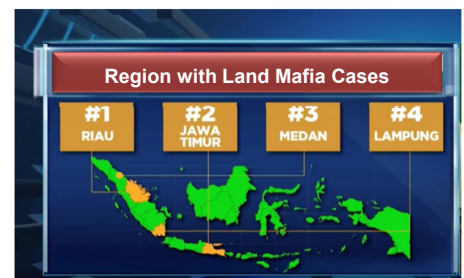 Region with Land Mafia Cases
#1
RIAU
#2
JAWA
TIMUR
#3
MEDAN
#4
LAMPUNG